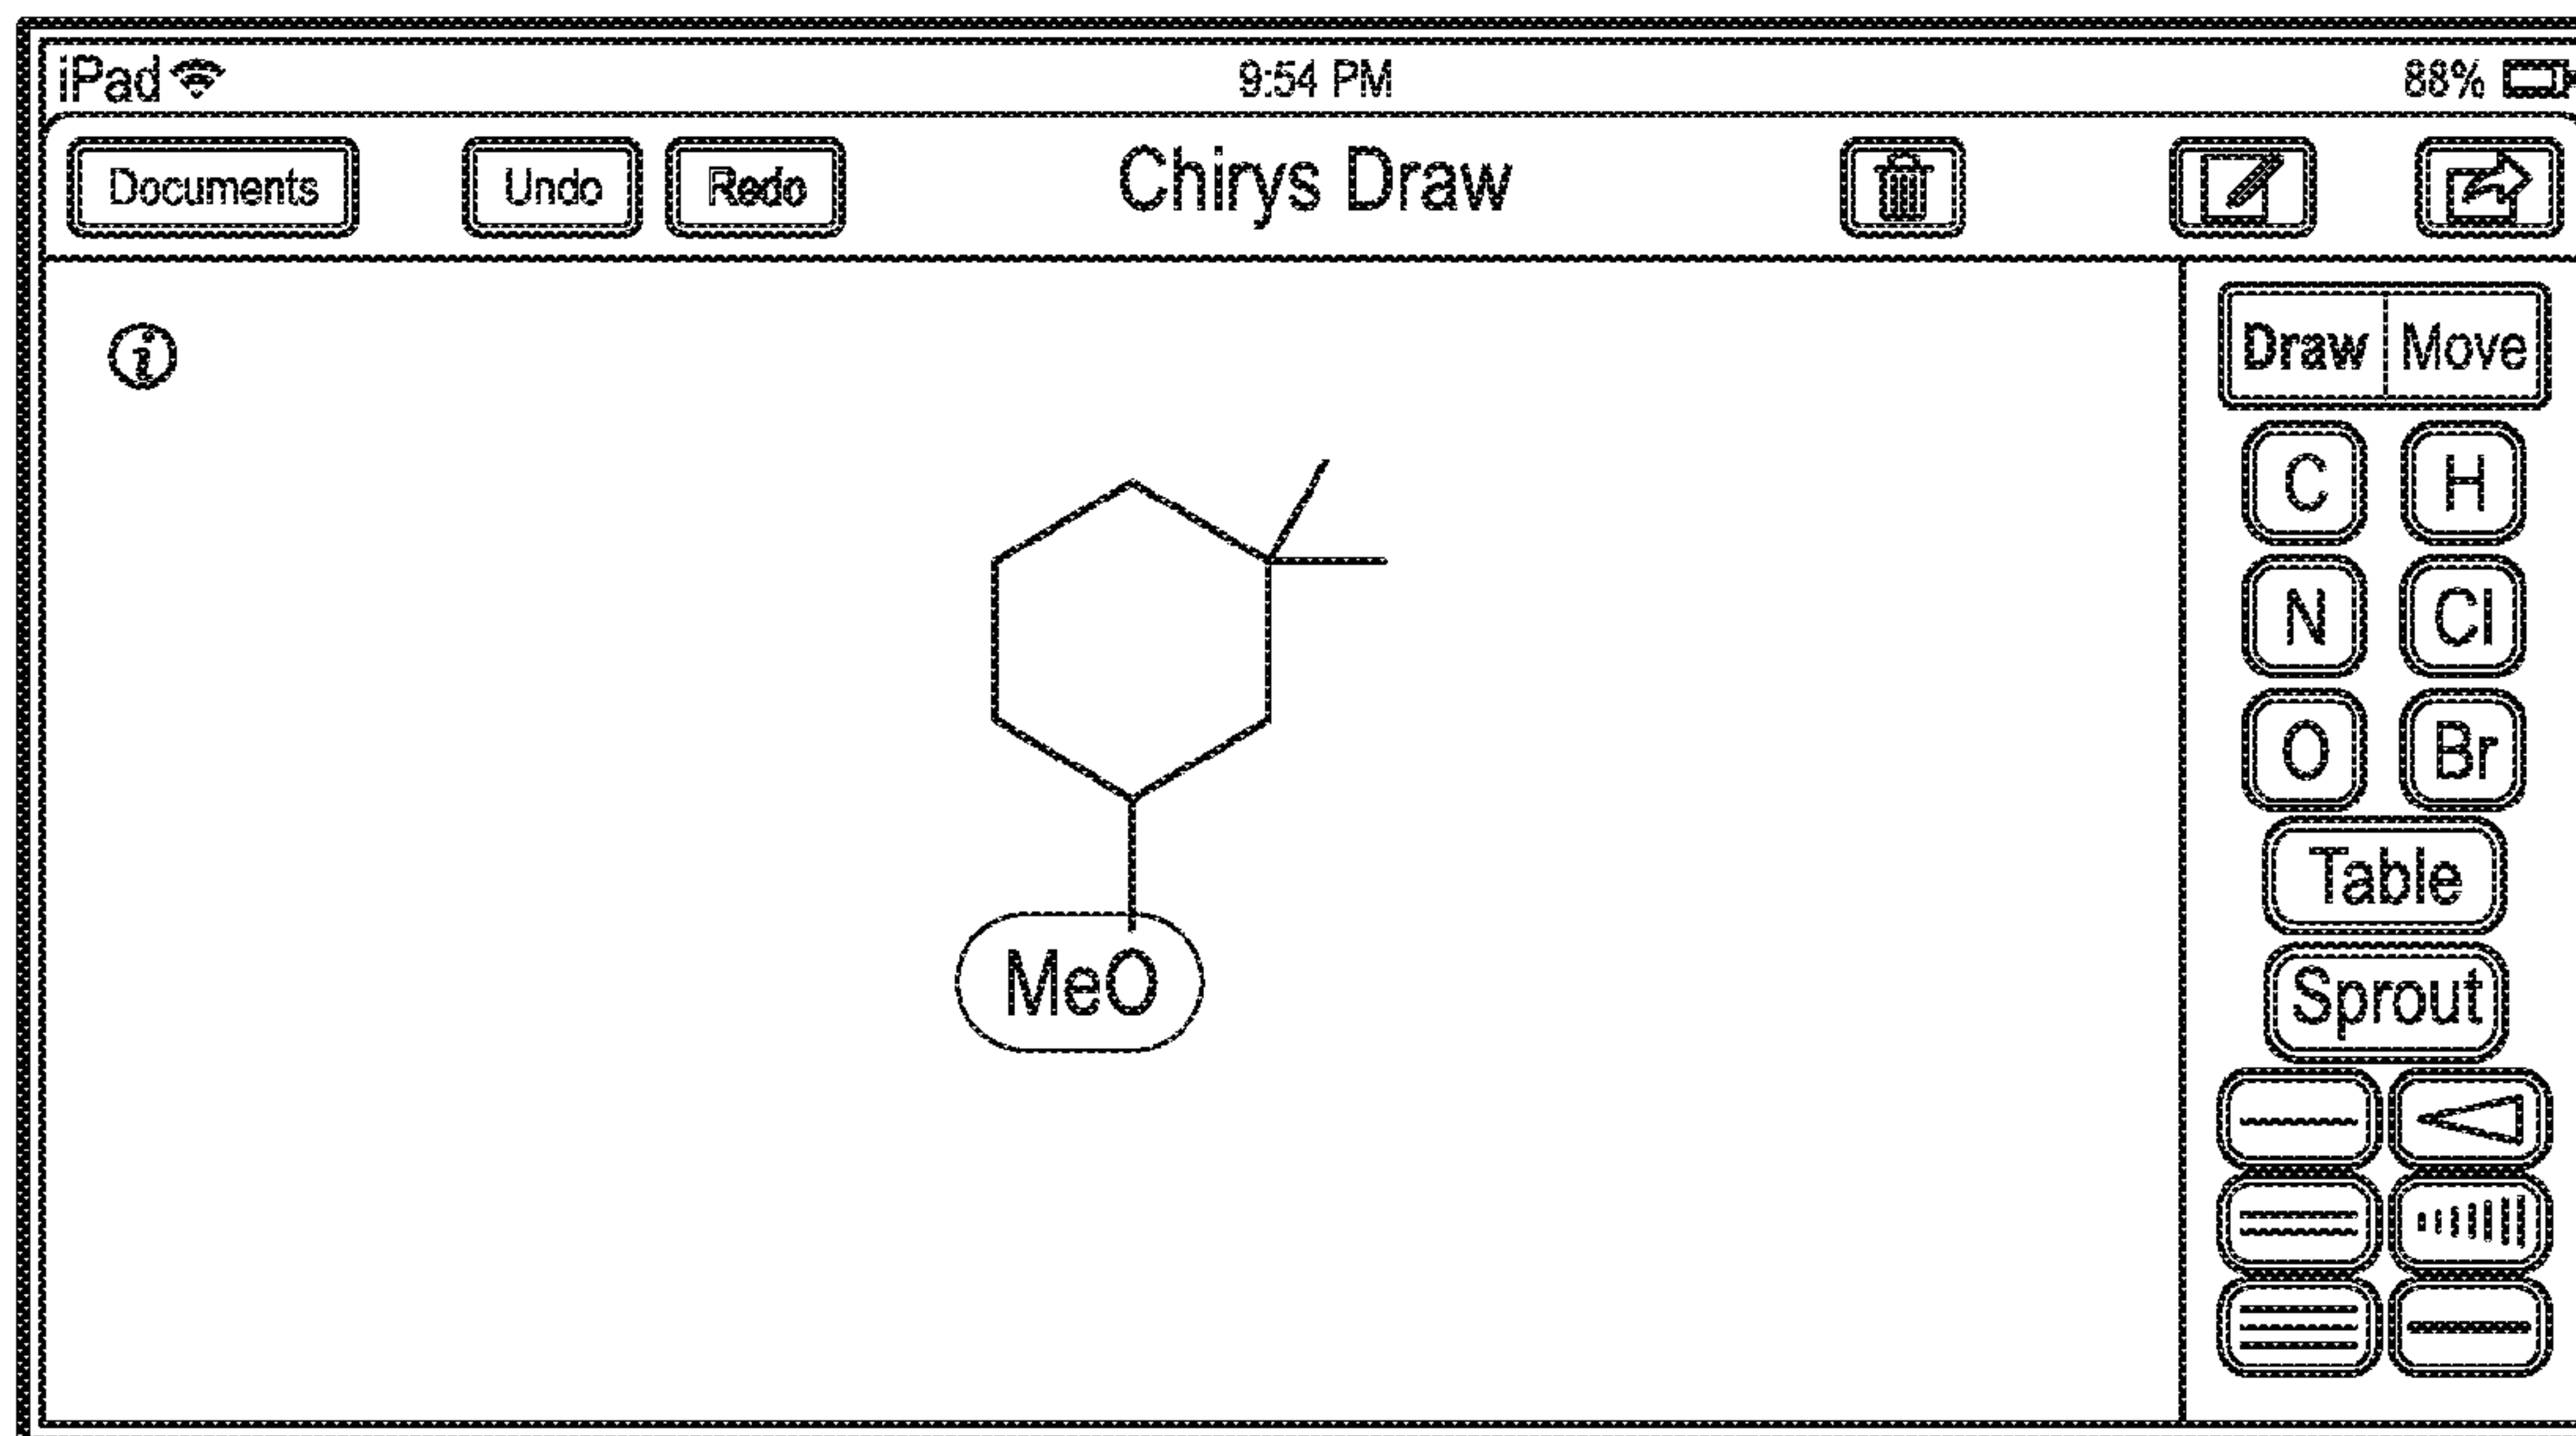 iPad 9:54 PM 88%
Documents Undo Redo Chirys Draw
i
Draw Move
C H
N Cl
O Br
Table
MeO
Sprout